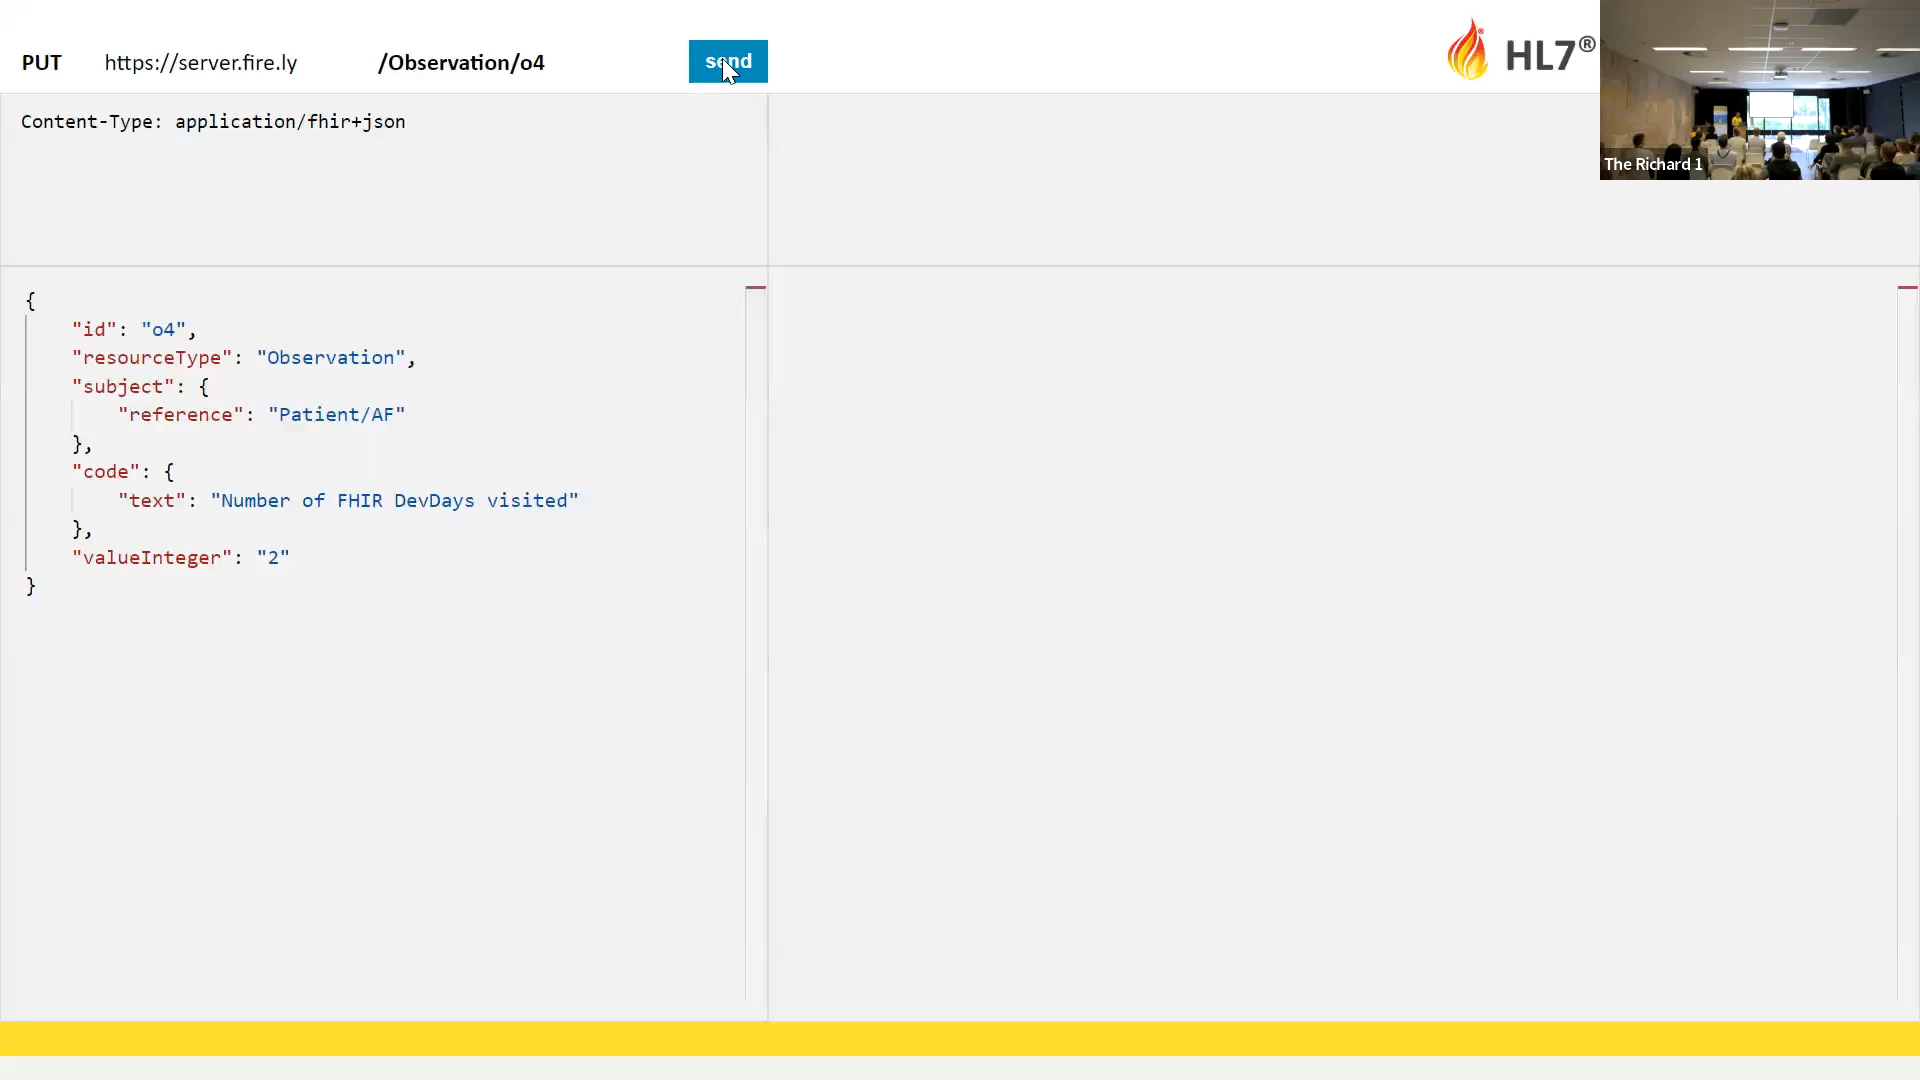 PUT https://server.fire.ly /Observation/o4 send
HL7®
The Richard 1
Content-Type: application/fhir+json
{
"id": "o4",
"resourceType": "Observation",
"subject": {
"reference": "Patient/AF"
},
"code": {
"text": "Number of FHIR DevDays visited"
},
"valueInteger": "2"
}